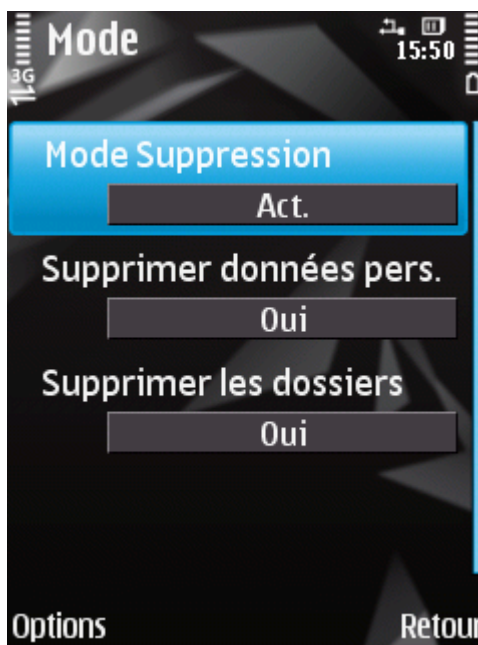 Mode
15:50
3G
Mode Suppression
Act.
Supprimer données pers.
Oui
Supprimer les dossiers
Oui
Options
Retour